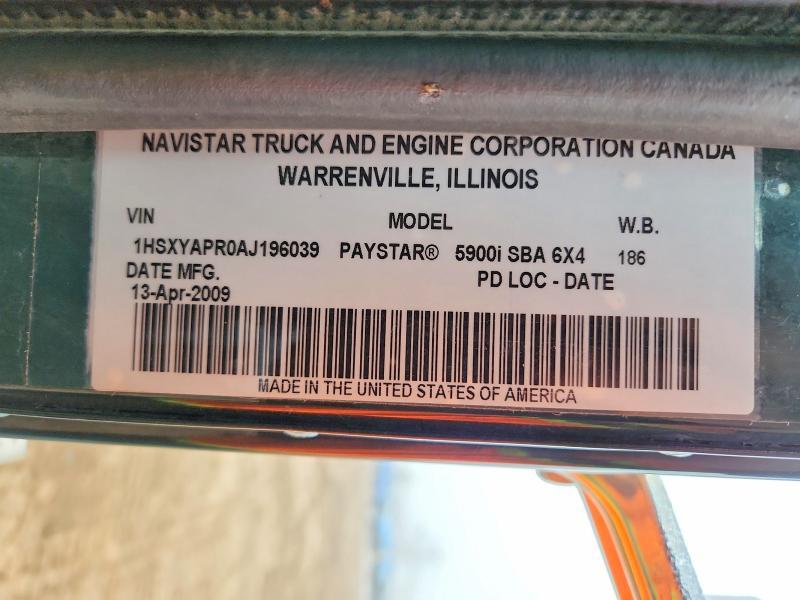 NAVISTAR TRUCK AND ENGINE CORPORATION CANADA
WARRENVILLE, ILLINOIS
VIN MODEL W.B.
1HSXYAPR0AJ196039 PAYSTAR® 5900i SBA 6X4 186
DATE MFG. PD LOC - DATE
13-Apr-2009
MADE IN THE UNITED STATES OF AMERICA